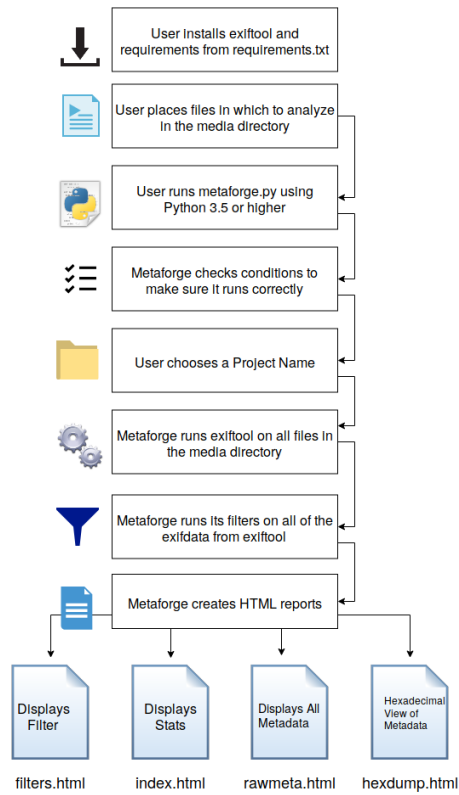 User installs exiftool and
requirements from requirements.txt
User places files in which to analyze
in the media directory
User runs metaforge.py using
Python 3.5 or higher
Metaforge checks conditions to
make sure it runs correctly
User chooses a Project Name
Metaforge runs exiftool on all files in
the media directory
Metaforge runs its filters on all of the
exifdata from exiftool
Metaforge creates HTML reports
Displays
Filter
Displays
Stats
Displays All
Metadata
Hexadecimal
View of
Metadata
filters.html
index.html
rawmeta.html
hexdump.html